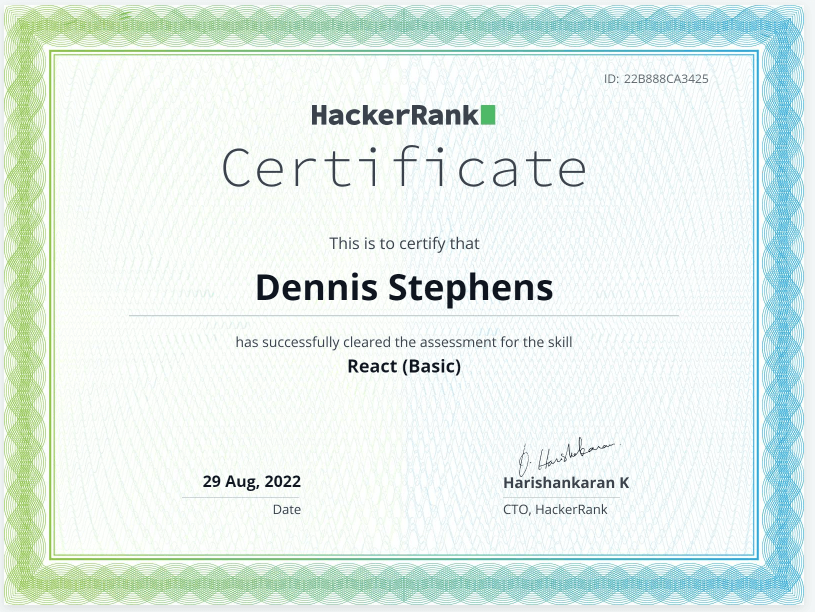 ID: 22B888CA3425
HackerRank
Certificate
This is to certify that
Dennis Stephens
has successfully cleared the assessment for the skill
React (Basic)
D. Harishankaran
29 Aug, 2022
Harishankaran K
Date
CTO, HackerRank